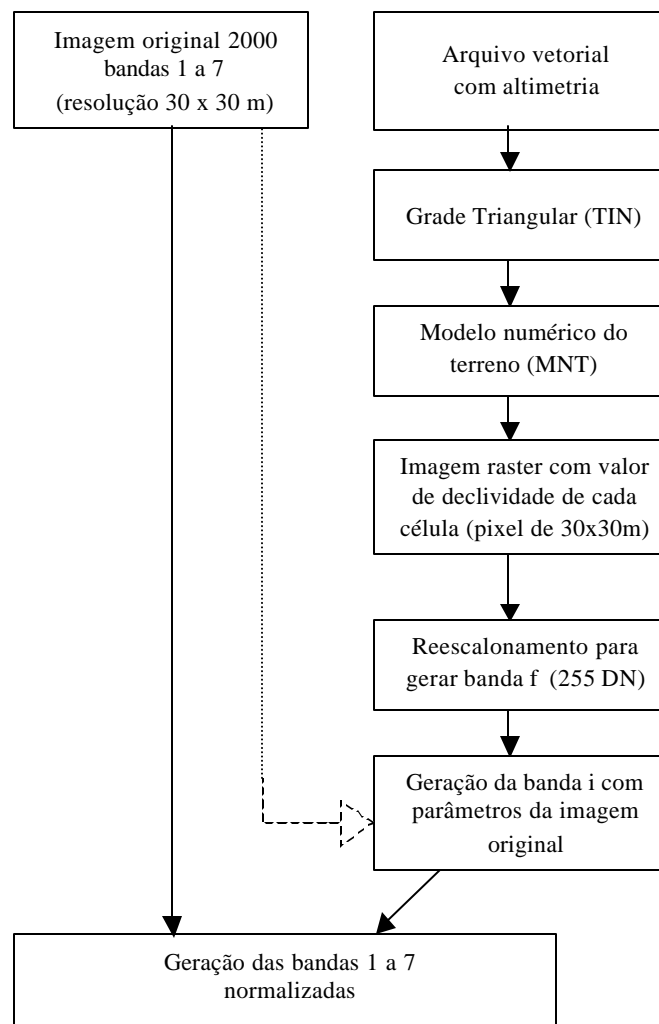 Imagem original 2000
bandas 1 a 7
(resolução 30 x 30 m)
Arquivo vetorial
com altimetria
Grade Triangular (TIN)
Modelo numérico do
terreno (MNT)
Imagem raster com valor
de declividade de cada
célula (pixel de 30x30m)
Reescalonamento para
gerar banda f (255 DN)
Geração da banda i com
parâmetros da imagem
original
Geração das bandas 1 a 7
normalizadas